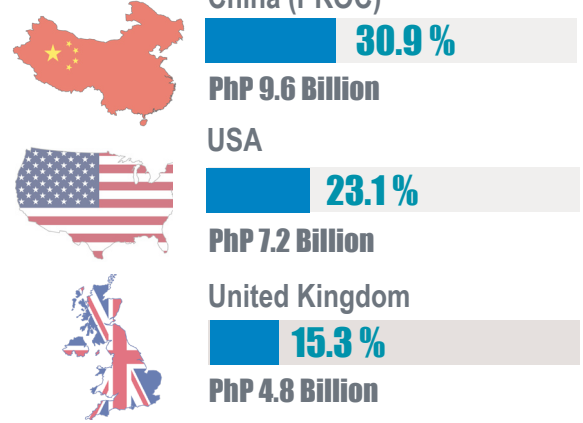 China (PROC)
30.9 %
PhP 9.6 Billion
USA
23.1 %
PhP 7.2 Billion
United Kingdom
15.3 %
PhP 4.8 Billion